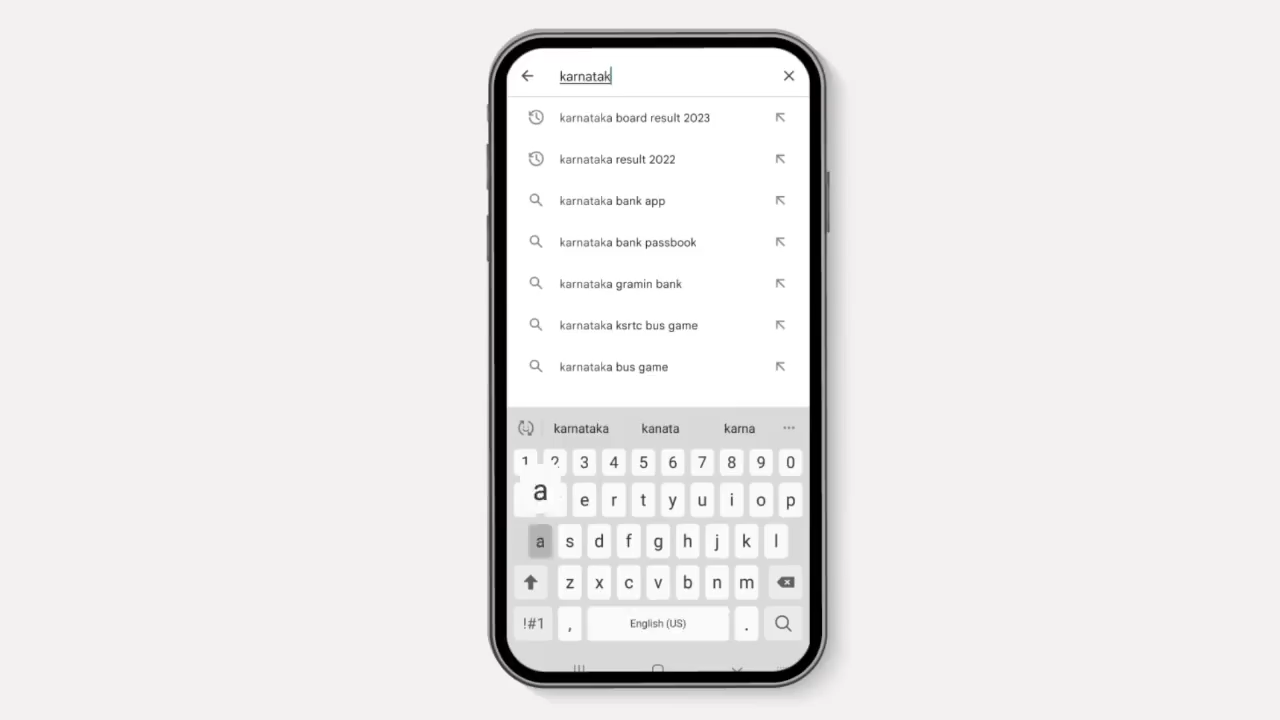 karnatak
karnataka board result 2023
karnataka result 2022
karnataka bank app
karnataka bank passbook
karnataka gramin bank
karnataka ksrtc bus game
karnataka bus game
karnataka kanata karna
1 2 3 4 5 6 7 8 9 0
a e r t y u i o p
a s d f g h j k l
z x c v b n m
!#1 , English (US) .